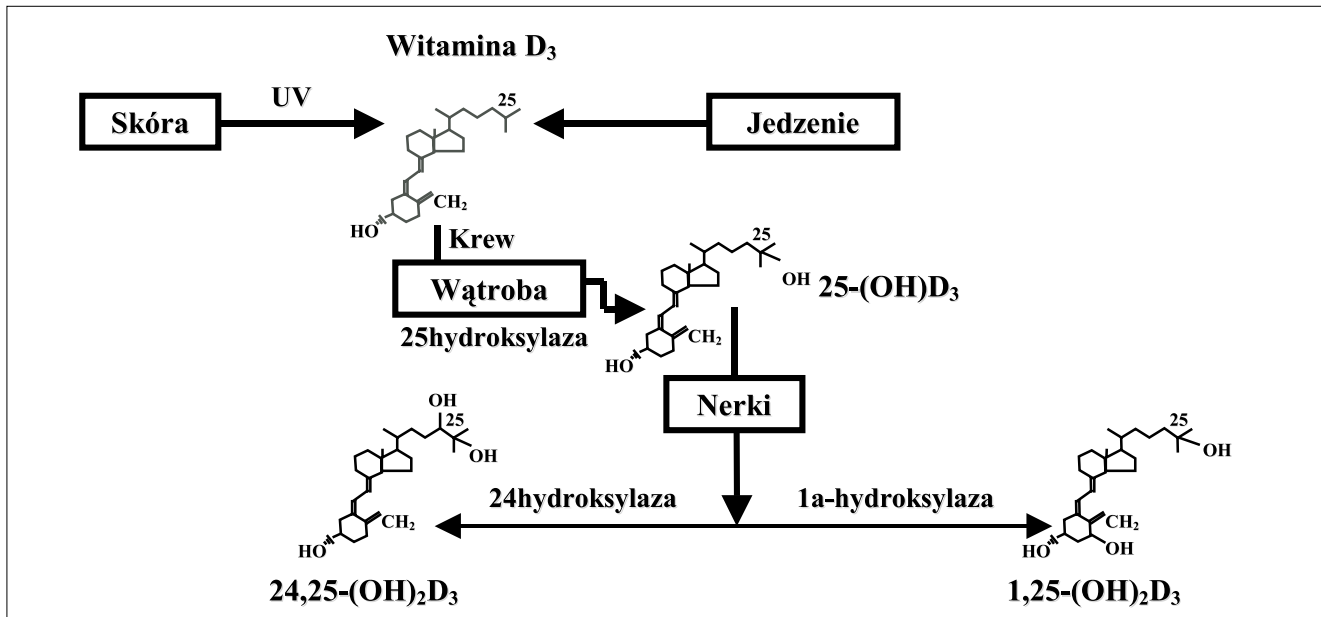 Witamina D₃
UV
25
Skóra
Jedzenie
CH₂
HO
Krew
25
Wątroba
OH
25-(OH)D₃
25hydroksylaza
CH₂
HO
Nerki
OH
25
OH
25
OH
24hydroksylaza
1a-hydroksylaza
CH₂
HO
CH₂
HO
OH
24,25-(OH)₂D₃
1,25-(OH)₂D₃